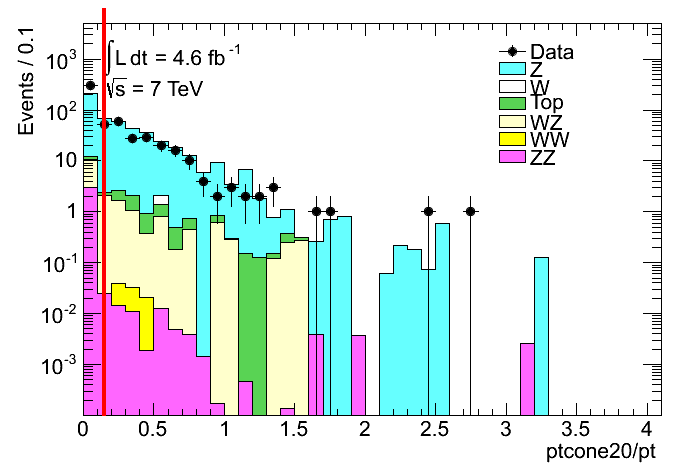 Events / 0.1
10³
10²
10
1
10⁻¹
10⁻²
10⁻³
∫L dt = 4.6 fb⁻¹
√s = 7 TeV
Data
Z
W
Top
WZ
WW
ZZ
0 0.5 1 1.5 2 2.5 3 3.5 4
ptcone20/pt